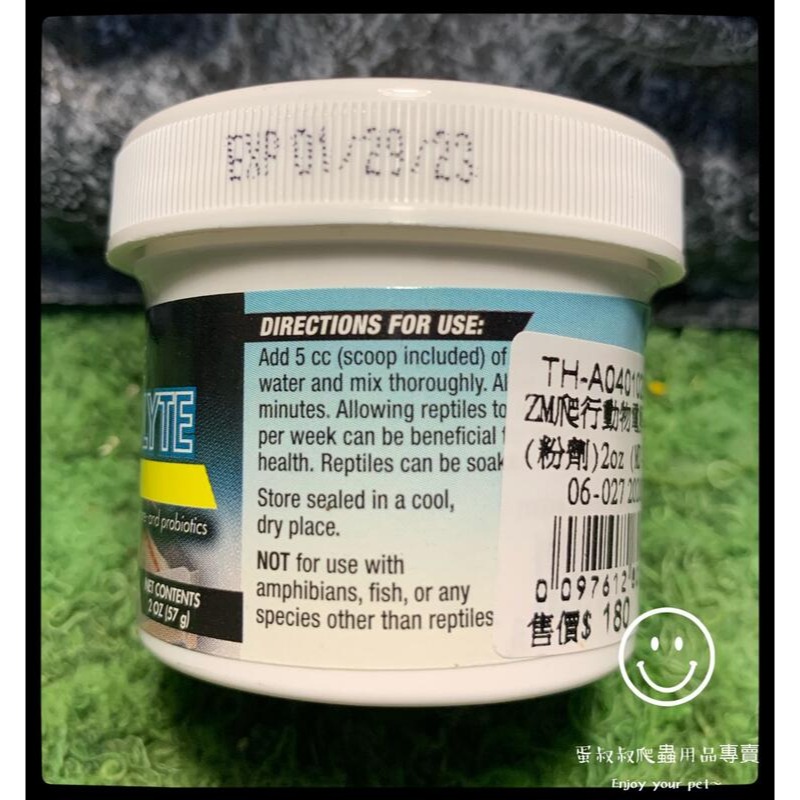 EXP 01/29/23
DIRECTIONS FOR USE:
Add 5 cc (scoop included) of
water and mix thoroughly.
minutes. Allowing reptiles to
per week can be beneficial
health. Reptiles can be
Store sealed in a cool,
dry place.
NOT for use with
amphibians, fish, or any
species other than reptiles
LYTE
and probiotics
NET CONTENTS
2 OZ (57 g)
TH-A040102
ZM爬行動物電
(粉劑)2oz
06-027
0 097612
售價$ 180
蛋叔叔爬蟲用品專賣
Enjoy your pet~